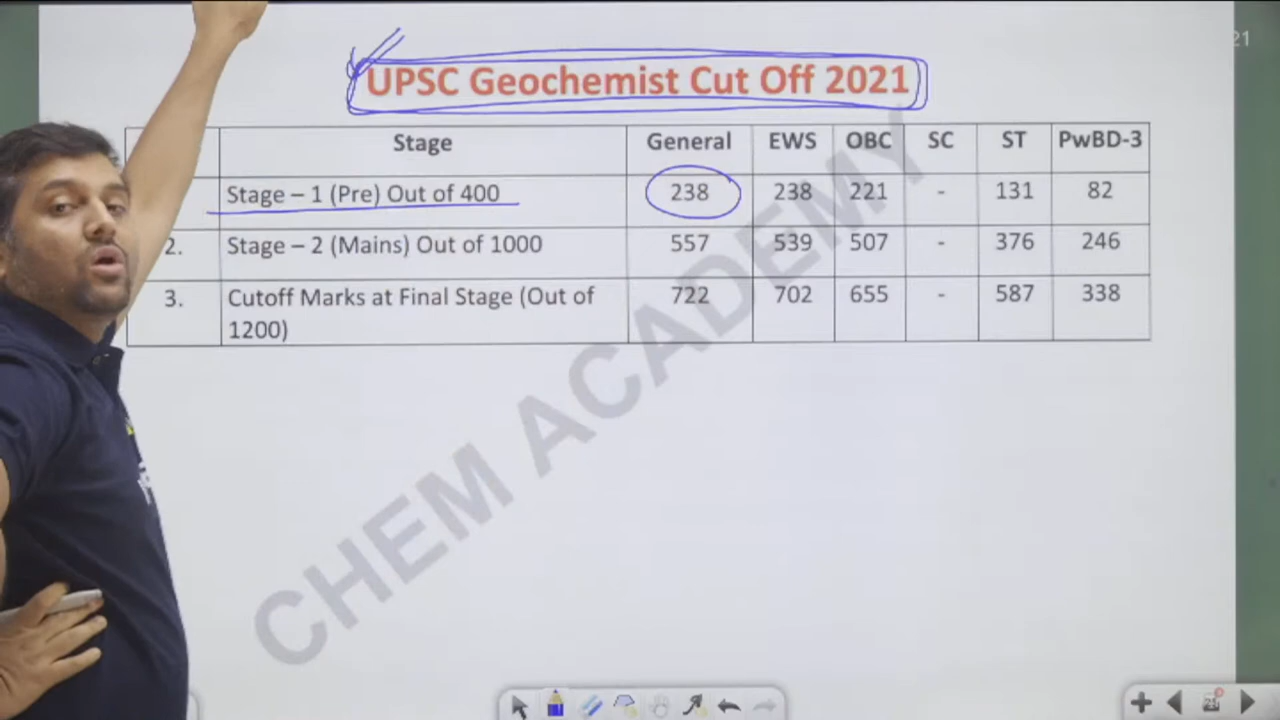 21
UPSC Geochemist Cut Off 2021
Stage General EWS OBC SC ST PwBD-3
Stage – 1 (Pre) Out of 400 238 238 221 - 131 82
2. Stage – 2 (Mains) Out of 1000 557 539 507 - 376 246
3. Cutoff Marks at Final Stage (Out of 1200) 722 702 655 - 587 338
CHEM ACADEMY